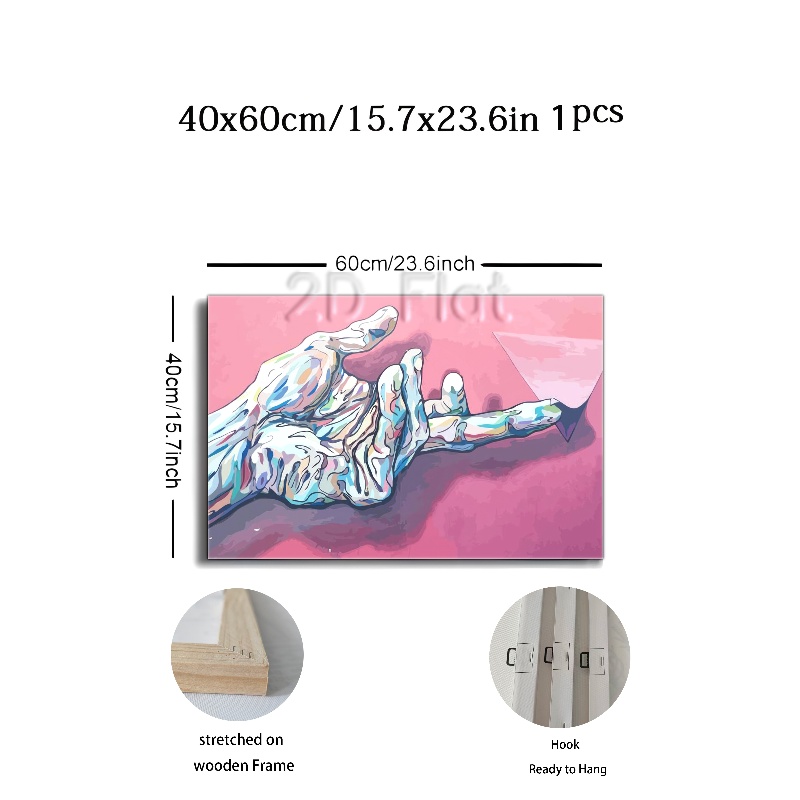 40x60cm/15.7x23.6in 1pcs
60cm/23.6inch
2D Flat
40cm/15.7inch
stretched on
wooden Frame
Hook
Ready to Hang